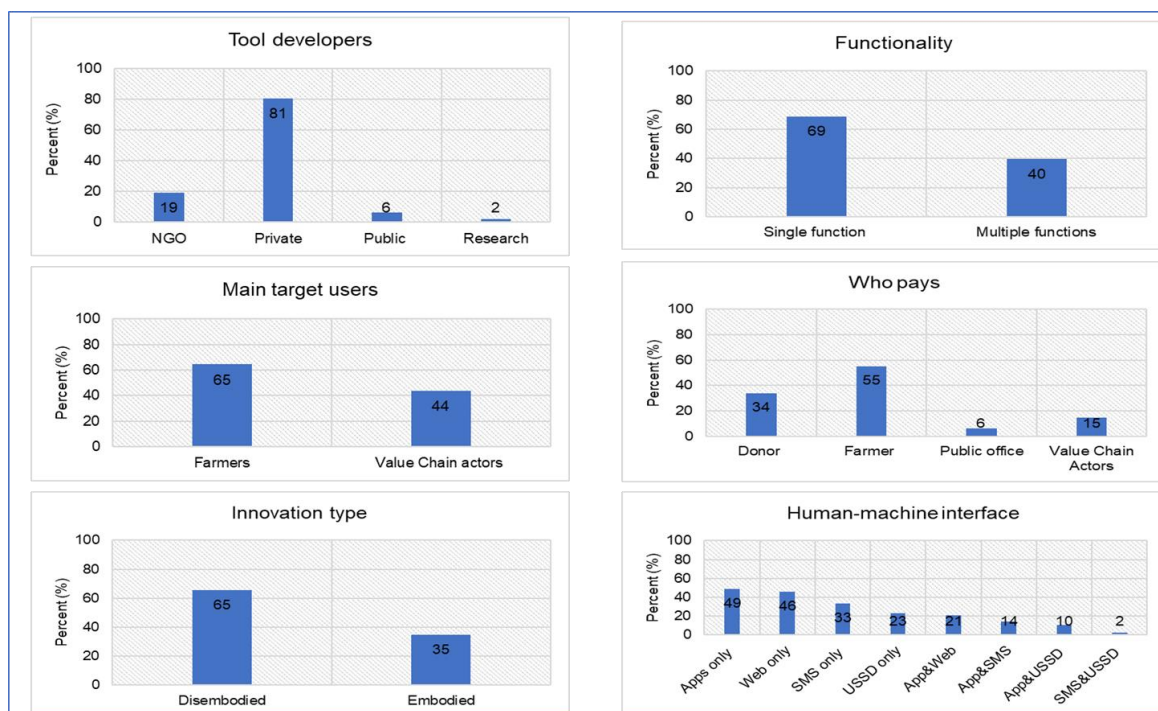 Tool developers
Percent (%)
100
80
60
40
20
0
19
81
6
2
NGO Private Public Research
Functionality
Percent (%)
100
80
60
40
20
0
69
40
Single function Multiple functions
Main target users
Percent (%)
100
80
60
40
20
0
65
44
Farmers Value Chain actors
Who pays
Percent (%)
100
80
60
40
20
0
34
55
6
15
Donor Farmer Public office Value Chain
Actors
Innovation type
Percent (%)
100
80
60
40
20
0
65
35
Disembodied Embodied
Human-machine interface
Percent (%)
100
80
60
40
20
0
49
46
33
23
21
14
10
2
Apps only
Web only
SMS only
USSD only
App&Web
App&SMS
App&USSD
SMS&USSD